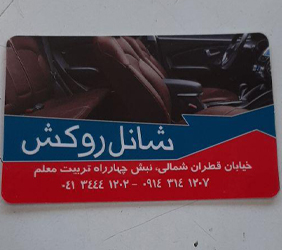 شانل روکش
خیابان قطران شمالی، نبش چهارراه تربیت معلم
۰۴۱ ۳۴۴۴ ۱۲۰۲ - ۰۹۱۴ ۳۱۴ ۱۲۰۷